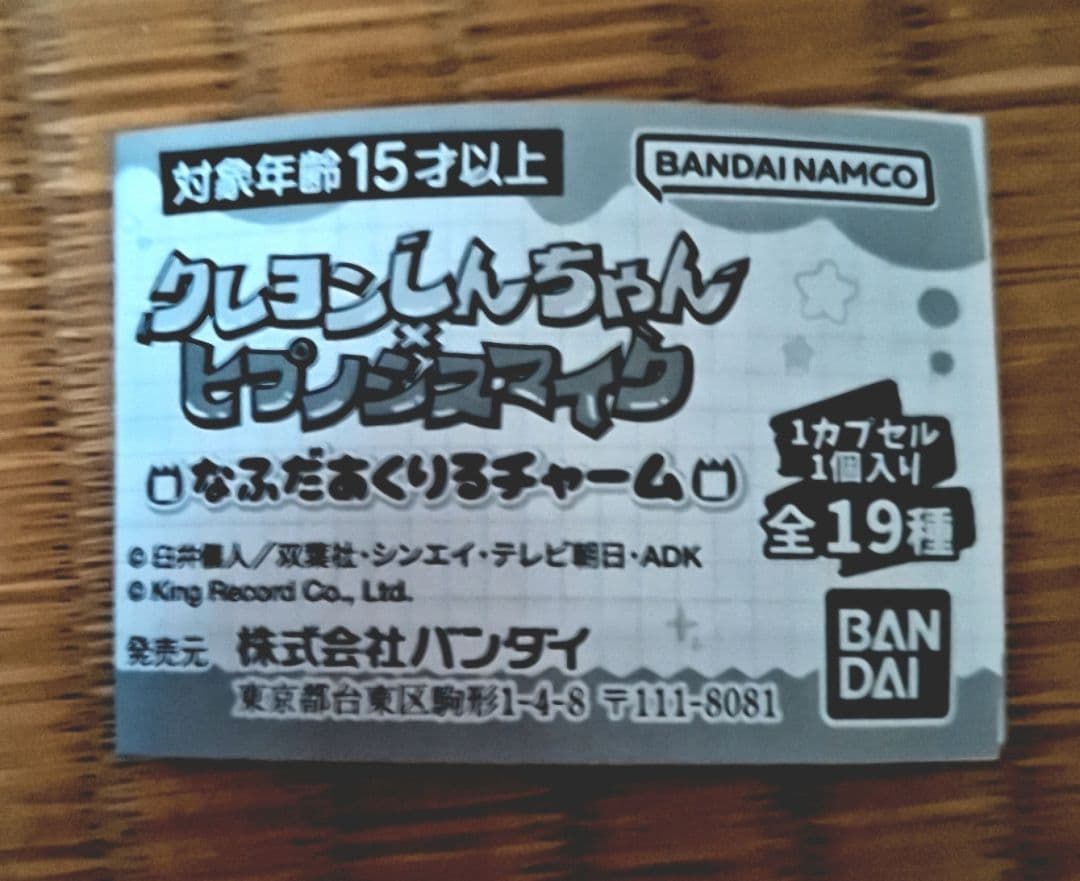 対象年齢15才以上
BANDAI NAMCO
クレヨンしんちゃん
×
ヒプノシスマイク
なふだあくりるチャーム
1カプセル
1個入り
全19種
©臼井儀人/双葉社・シンエイ・テレビ朝日・ADK
© King Record Co., Ltd.
発売元 株式会社バンダイ
東京都台東区駒形1-4-8 〒111-8081
BAN
DAI